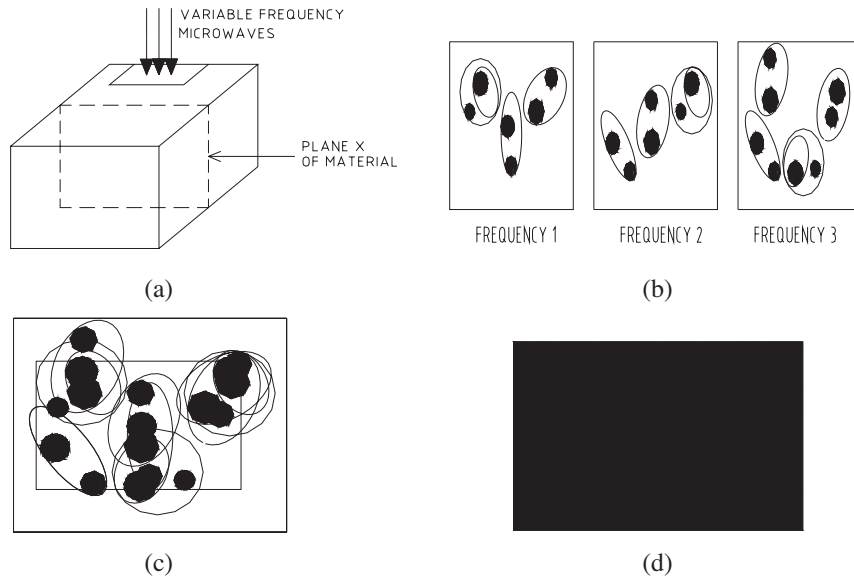 VARIABLE FREQUENCY
MICROWAVES
PLANE X
OF MATERIAL
(a)
FREQUENCY 1
FREQUENCY 2
FREQUENCY 3
(b)
(c)
(d)